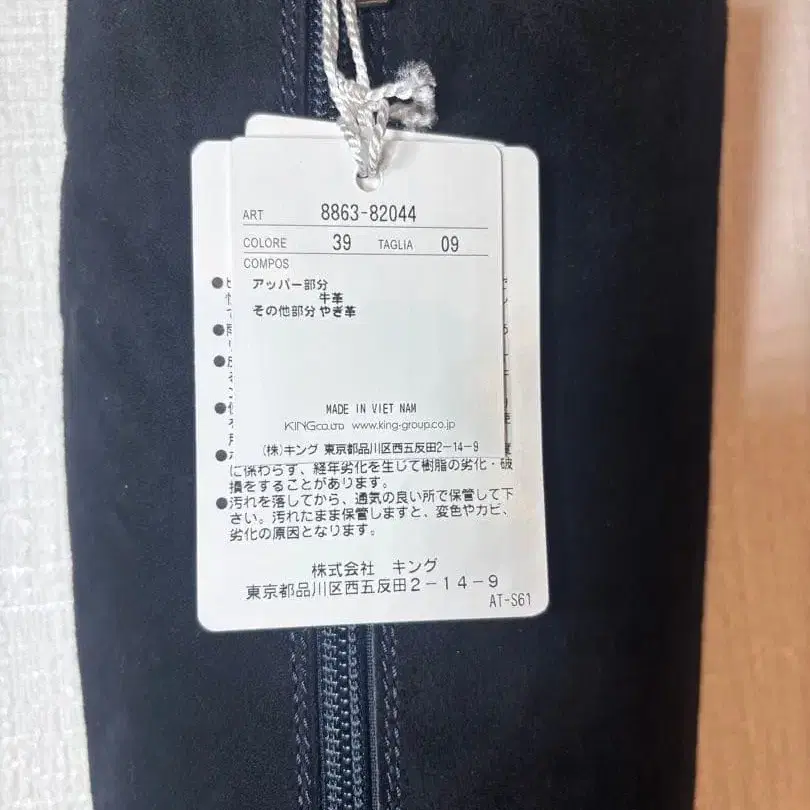 ART 8863-82044
COLORE 39 TAGLIA 09
COMPOS
アッパー部分
牛革
その他部分 やぎ革
MADE IN VIET NAM
KING CO.,LTD www.king-group.co.jp
(株)キング 東京都品川区西五反田2-14-9
に係わらず、経年劣化を生じて樹脂の劣化・破
損をすることがあります。
●汚れを落してから、通気の良い所で保管して下
さい。汚れたまま保管しますと、変色やカビ、
劣化の原因となります。
株式会社 キング
東京都品川区西五反田2-14-9
AT-S61